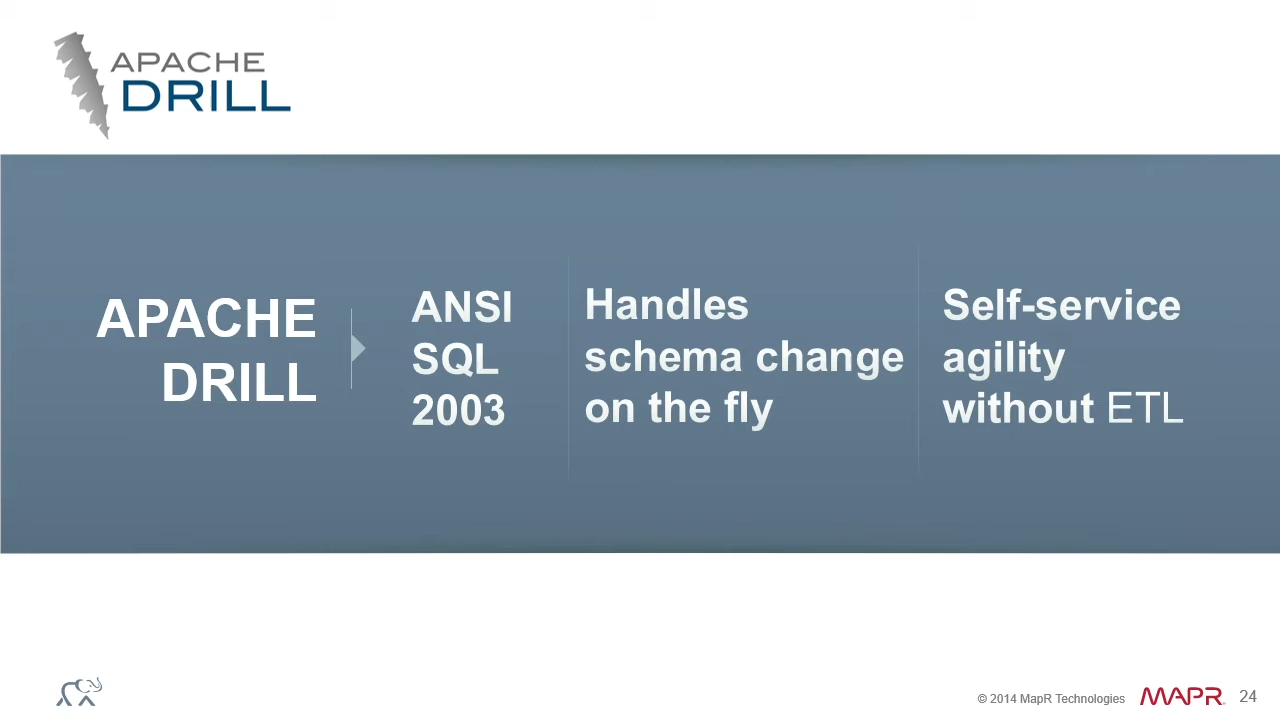 APACHE
DRILL
APACHE
DRILL
ANSI
SQL
2003
Handles
schema change
on the fly
Self-service
agility
without ETL
© 2014 MapR Technologies
MAPR
24